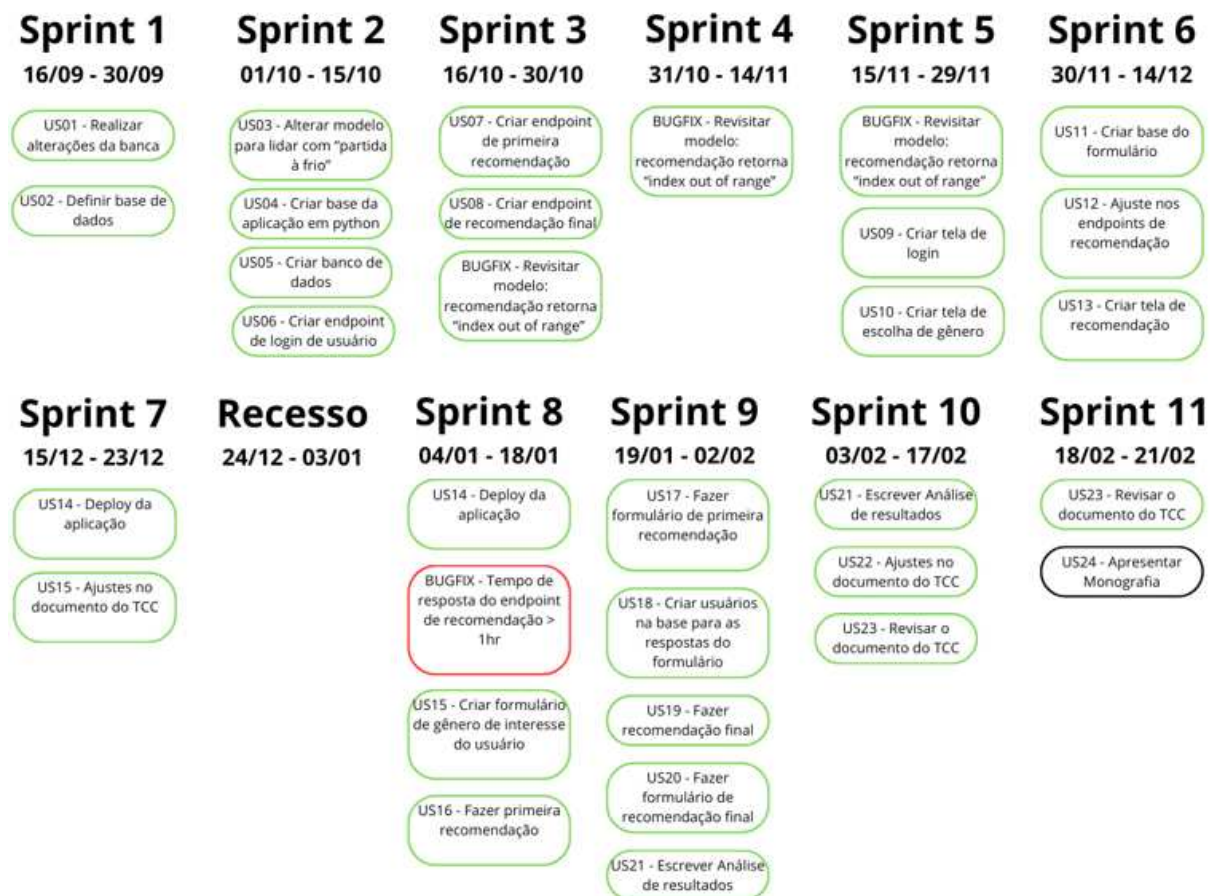 Sprint 1
16/09 - 30/09
US01 - Realizar
alterações da banca
US02 - Definir base de
dados
Sprint 2
01/10 - 15/10
US03 - Alterar modelo
para lidar com “partida
à frio”
US04 - Criar base da
aplicação em python
US05 - Criar banco de
dados
US06 - Criar endpoint
de login de usuário
Sprint 3
16/10 - 30/10
US07 - Criar endpoint
de primeira
recomendação
US08 - Criar endpoint
de recomendação final
BUGFIX - Revisitar
modelo:
recomendação retorna
“index out of range”
Sprint 4
31/10 - 14/11
BUGFIX - Revisitar
modelo:
recomendação retorna
“index out of range”
Sprint 5
15/11 - 29/11
BUGFIX - Revisitar
modelo:
recomendação retorna
“index out of range”
US09 - Criar tela de
login
US10 - Criar tela de
escolha de gênero
Sprint 6
30/11 - 14/12
US11 - Criar base do
formulário
US12 - Ajuste nos
endpoints de
recomendação
US13 - Criar tela de
recomendação
Sprint 7
15/12 - 23/12
US14 - Deploy da
aplicação
US15 - Ajustes no
documento do TCC
Recesso
24/12 - 03/01
Sprint 8
04/01 - 18/01
US14 - Deploy da
aplicação
BUGFIX - Tempo de
resposta do endpoint
de recomendação >
1hr
US15 - Criar formulário
de gênero de interesse
do usuário
US16 - Fazer primeira
recomendação
Sprint 9
19/01 - 02/02
US17 - Fazer
formulário de primeira
recomendação
US18 - Criar usuários
na base para as
respostas do
formulário
US19 - Fazer
recomendação final
US20 - Fazer
formulário de
recomendação final
US21 - Escrever Análise
de resultados
Sprint 10
03/02 - 17/02
US21 - Escrever Análise
de resultados
US22 - Ajustes no
documento do TCC
US23 - Revisar o
documento do TCC
Sprint 11
18/02 - 21/02
US23 - Revisar o
documento do TCC
US24 - Apresentar
Monografia